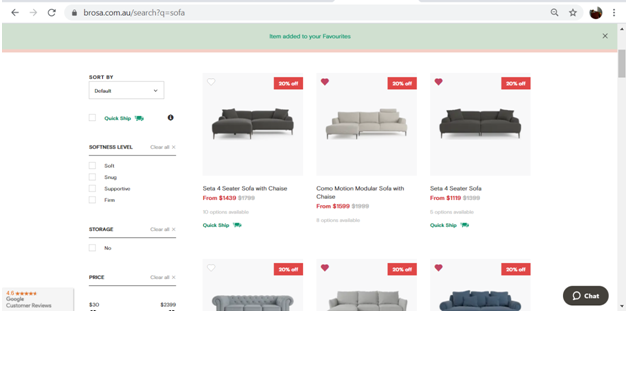 brosa.com.au/search?q=sofa
Item added to your Favourites
SORT BY
Default
Quick Ship
SOFTNESS LEVEL Clear all ×
Soft
Snug
Supportive
Firm
STORAGE Clear all ×
No
PRICE Clear all ×
$30 $2399
20% off
Seta 4 Seater Sofa with Chaise
From $1439 $1799
10 options available
Quick Ship
20% off
Como Motion Modular Sofa with
Chaise
From $1599 $1999
8 options available
20% off
Seta 4 Seater Sofa
From $1119 $1399
5 options available
Quick Ship
20% off
20% off
20% off
4.6
Google
Customer Reviews
Chat